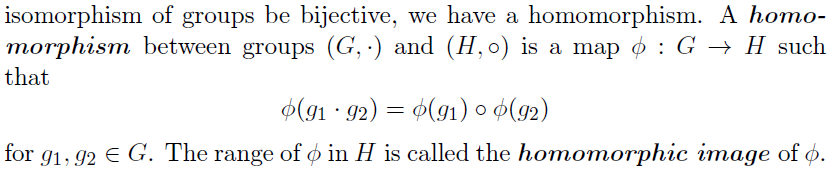 isomorphism of groups be bijective, we have a homomorphism. A homo-
morphism between groups (G, ·) and (H, ∘) is a map ϕ : G → H such
that
ϕ(g₁ · g₂) = ϕ(g₁) ∘ ϕ(g₂)
for g₁, g₂ ∈ G. The range of ϕ in H is called the homomorphic image of ϕ.